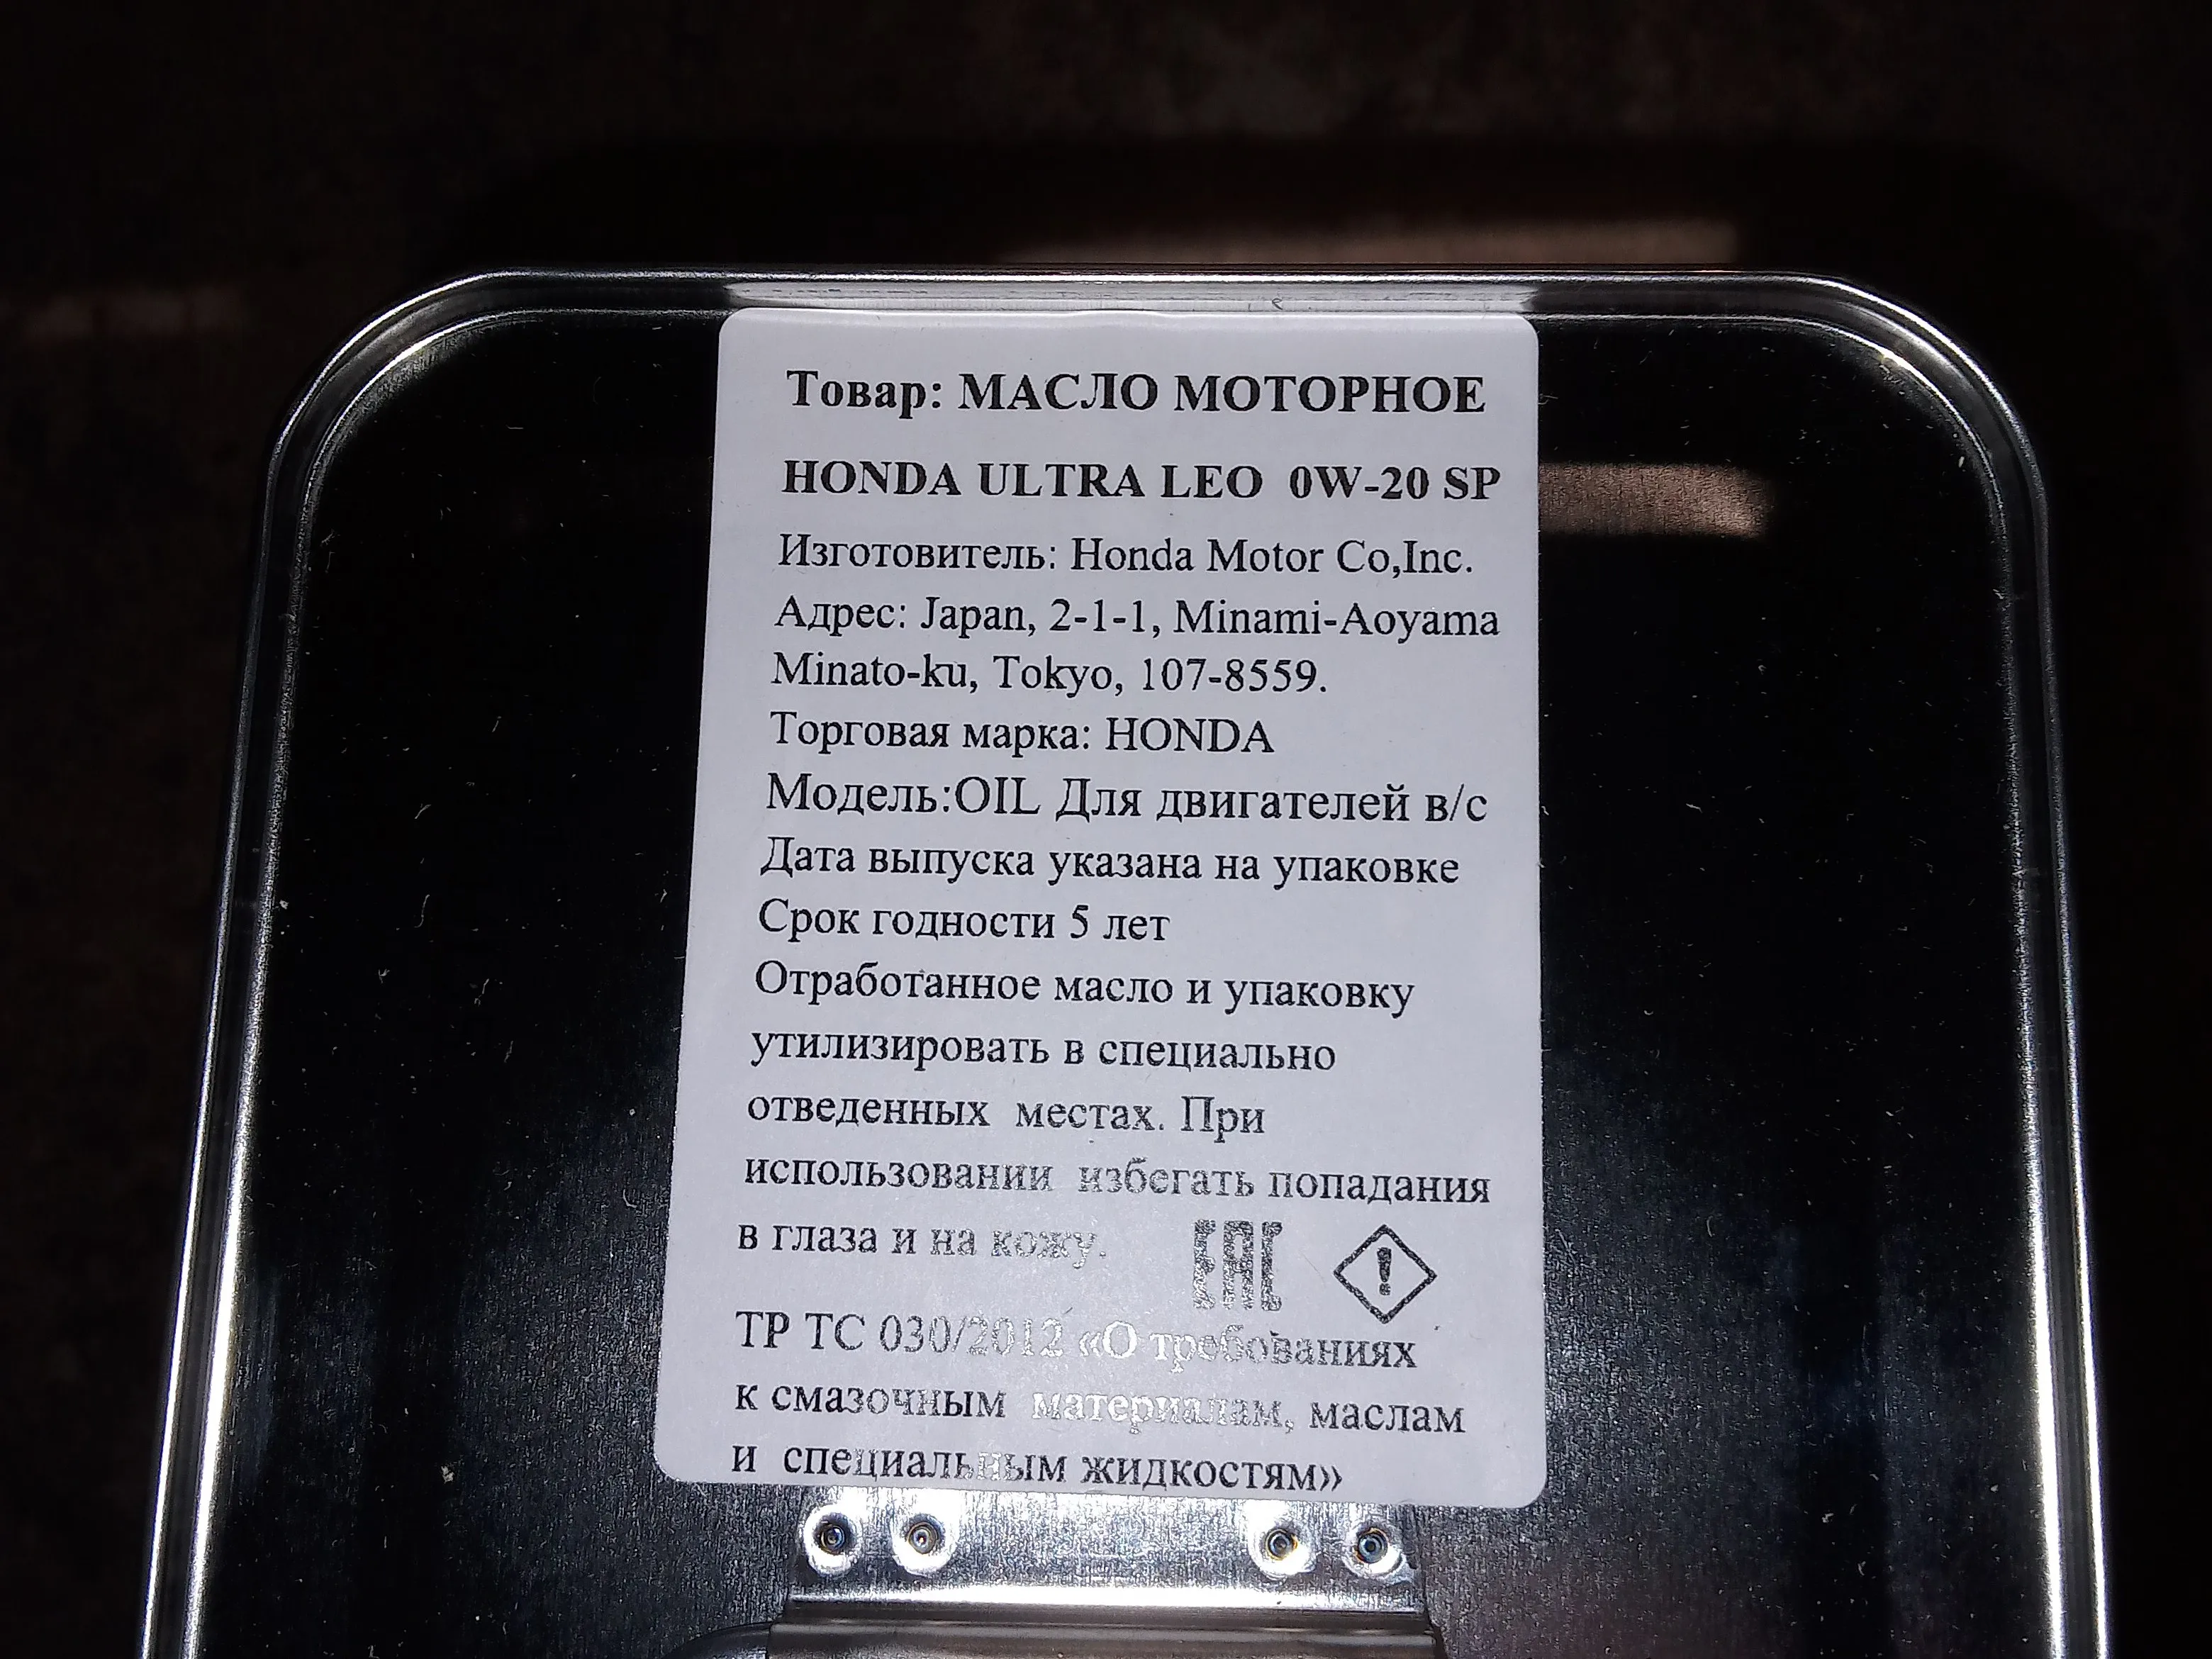 Товар: МАСЛО МОТОРНОЕ
HONDA ULTRA LEO 0W-20 SP
Изготовитель: Honda Motor Co,Inc.
Адрес: Japan, 2-1-1, Minami-Aoyama
Minato-ku, Tokyo, 107-8559.
Торговая марка: HONDA
Модель:OIL Для двигателей в/с
Дата выпуска указана на упаковке
Срок годности 5 лет
Отработанное масло и упаковку
утилизировать в специально
отведенных местах. При
использовании избегать попадания
в глаза и на кожу.
EAC
!
ТР ТС 030/2012 «О требованиях
к смазочным материалам, маслам
и специальным жидкостям»